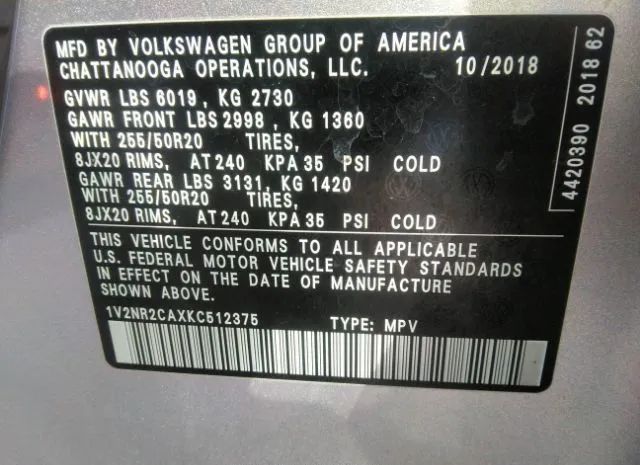 MFD BY VOLKSWAGEN GROUP OF AMERICA
CHATTANOOGA OPERATIONS, LLC. 10/2018
GVWR LBS 6019, KG 2730
GAWR FRONT LBS 2998, KG 1360
WITH 255/50R20 TIRES,
8JX20 RIMS, AT 240 KPA 35 PSI COLD
GAWR REAR LBS 3131, KG 1420
WITH 255/50R20 TIRES,
8JX20 RIMS, AT 240 KPA 35 PSI COLD
THIS VEHICLE CONFORMS TO ALL APPLICABLE
U.S. FEDERAL MOTOR VEHICLE SAFETY STANDARDS
IN EFFECT ON THE DATE OF MANUFACTURE
SHOWN ABOVE
1V2NR2CAXKC512375 TYPE: MPV
4420390 2018 62